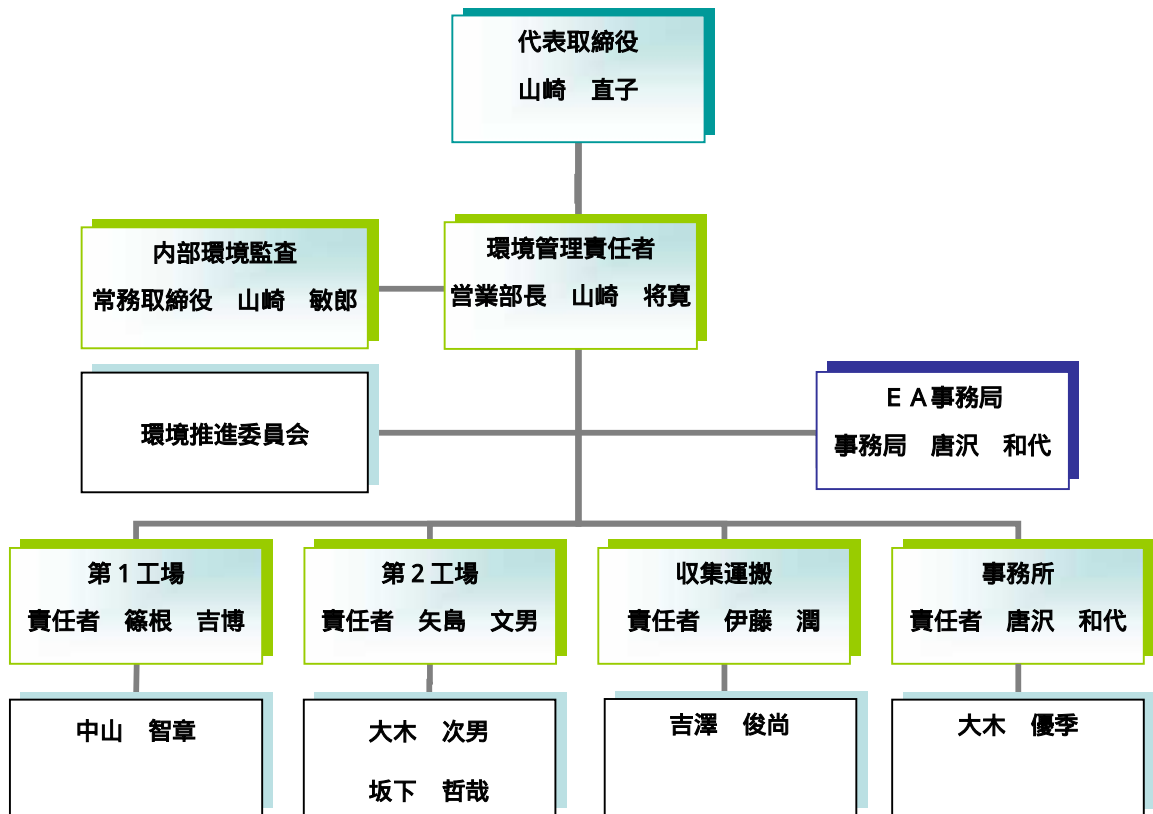 代表取締役
山崎　直子
内部環境監査
常務取締役　山崎　敏郎
環境管理責任者
営業部長　山崎　将寛
環境推進委員会
ＥＡ事務局
事務局　唐沢　和代
第１工場
責任者　篠根　吉博
第２工場
責任者　矢島　文男
収集運搬
責任者　伊藤　潤
事務所
責任者　唐沢　和代
中山　智章
大木　次男
坂下　哲哉
吉澤　俊尚
大木　優季